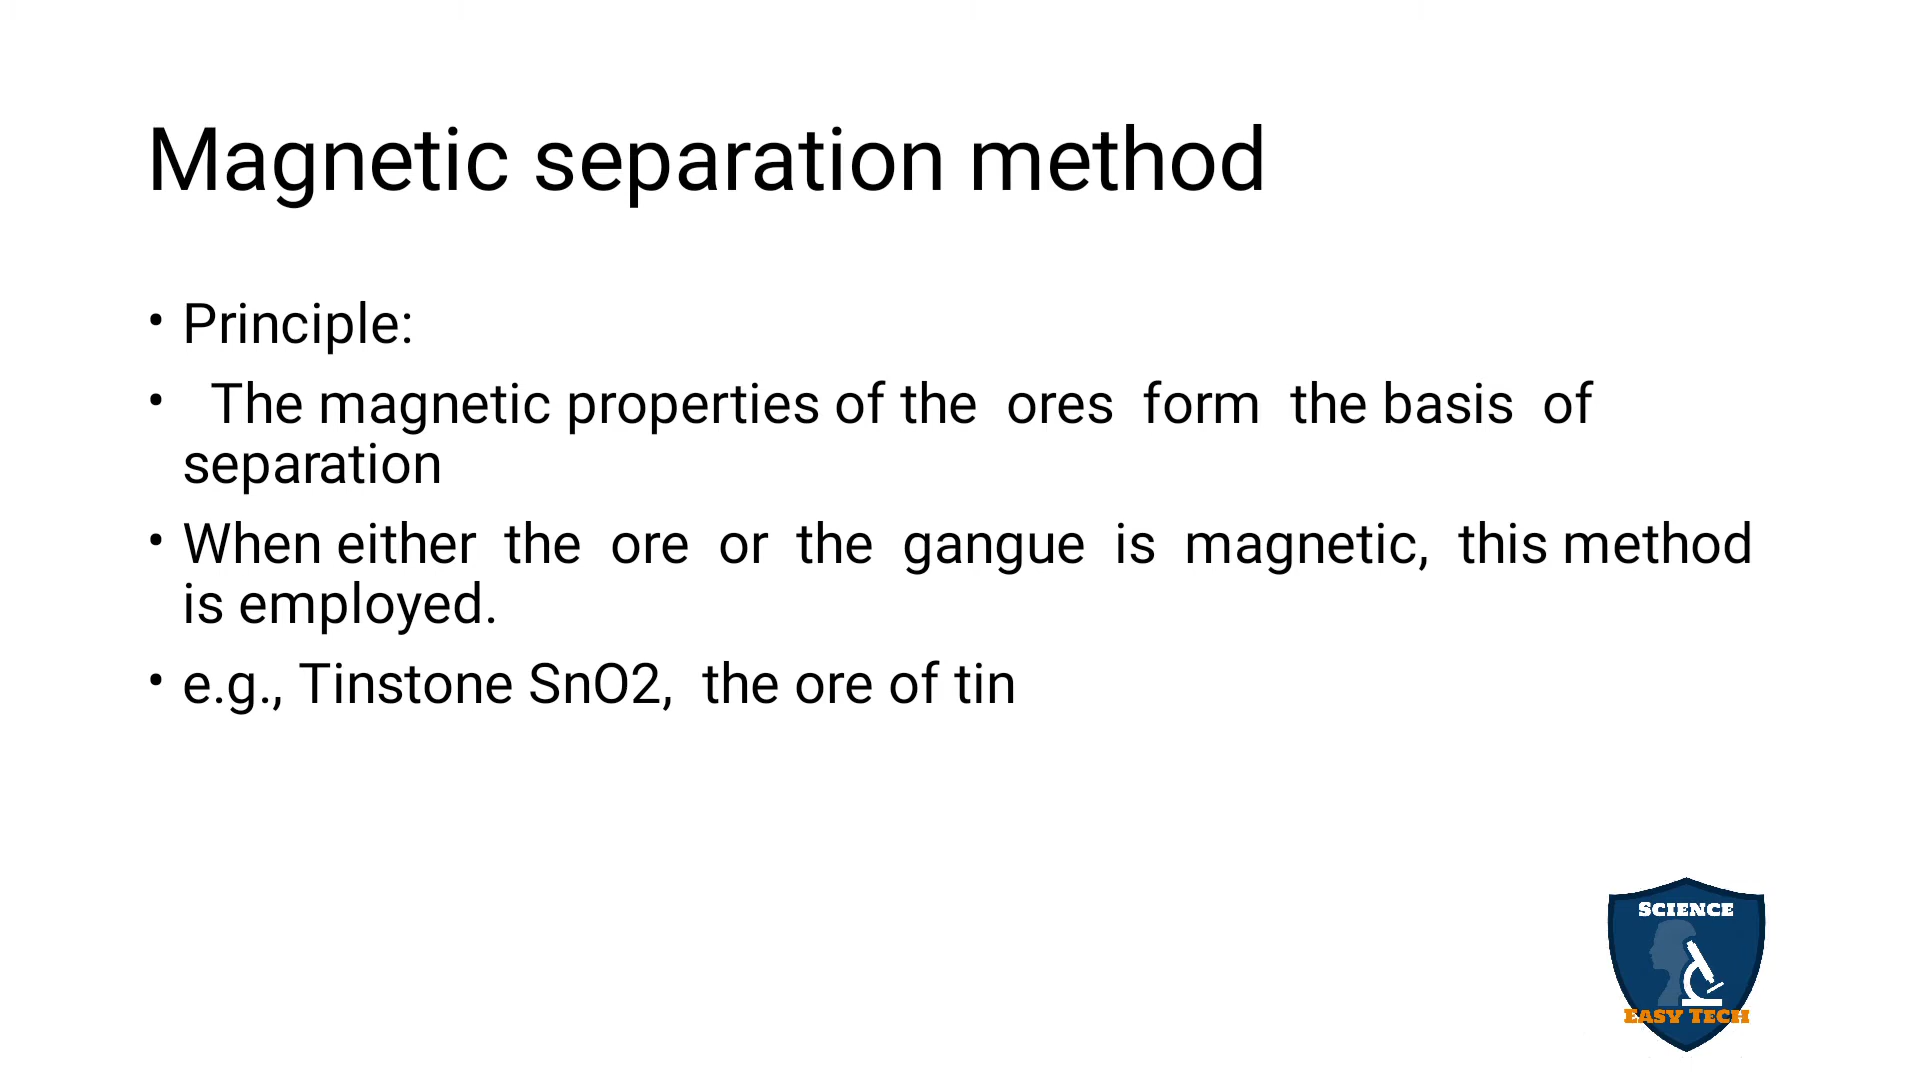 Magnetic separation method
• Principle:
• The magnetic properties of the ores form the basis of
separation
• When either the ore or the gangue is magnetic, this method
is employed.
• e.g., Tinstone SnO2, the ore of tin
SCIENCE
EASY TECH